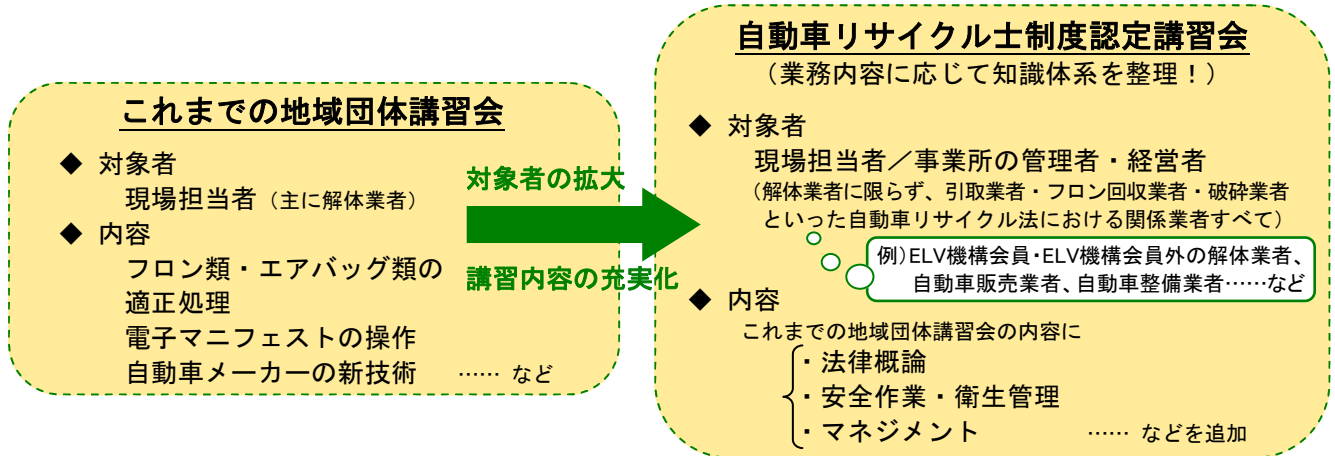 これまでの地域団体講習会
◆ 対象者
現場担当者（主に解体業者）
◆ 内容
フロン類・エアバッグ類の
適正処理
電子マニフェストの操作
自動車メーカーの新技術　…… など
対象者の拡大
講習内容の充実化
自動車リサイクル士制度認定講習会
（業務内容に応じて知識体系を整理！）
◆ 対象者
現場担当者／事業所の管理者・経営者
（解体業者に限らず、引取業者・フロン回収業者・破砕業者
といった自動車リサイクル法における関係業者すべて）
例）ELV機構会員・ELV機構会員外の解体業者、
自動車販売業者、自動車整備業者……など
◆ 内容
これまでの地域団体講習会の内容に
・法律概論
・安全作業・衛生管理
・マネジメント　…… などを追加